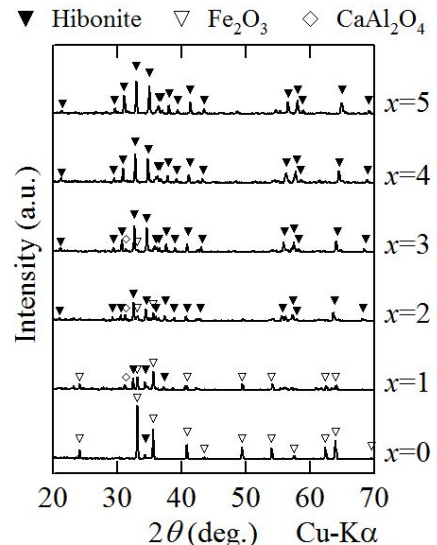 ▼ Hibonite ▽ Fe₂O₃ ◇ CaAl₂O₄
Intensity (a.u.)
x=5
x=4
x=3
x=2
x=1
x=0
20 30 40 50 60 70
2θ (deg.) Cu-Kα